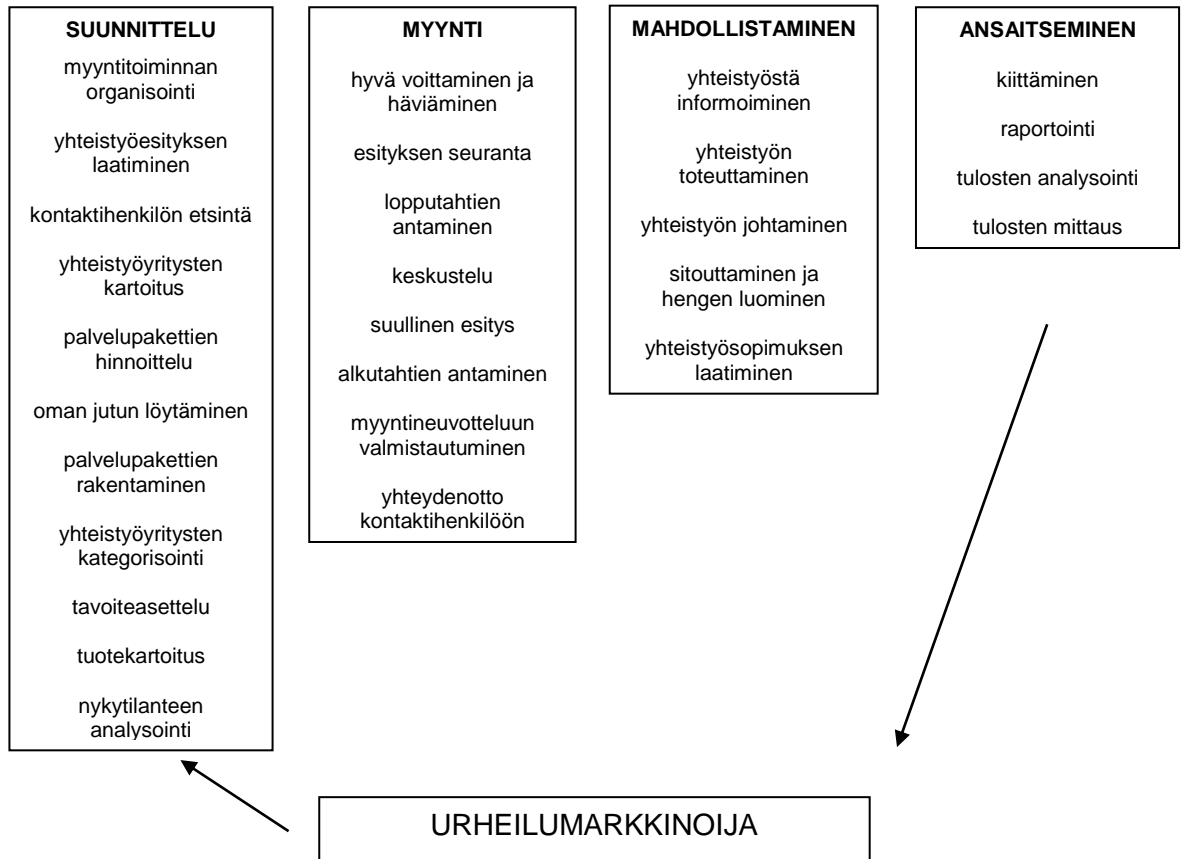 SUUNNITTELU
myyntitoiminnan
organisointi
yhteistyöesityksen
laatiminen
kontaktihenkilön etsintä
yhteistyöyritysten
kartoitus
palvelupakettien
hinnoittelu
oman jutun löytäminen
palvelupakettien
rakentaminen
yhteistyöyritysten
kategorisointi
tavoiteasettelu
tuotekartoitus
nykytilanteen
analysointi
MYYNTI
hyvä voittaminen ja
häviäminen
esityksen seuranta
lopputahtien
antaminen
keskustelu
suullinen esitys
alkutahtien antaminen
myyntineuvotteluun
valmistautuminen
yhteydenotto
kontaktihenkilöön
MAHDOLLISTAMINEN
yhteistyöstä
informoiminen
yhteistyön
toteuttaminen
yhteistyön johtaminen
sitouttaminen ja
hengen luominen
yhteistyösopimuksen
laatiminen
ANSAITSEMINEN
kiittäminen
raportointi
tulosten analysointi
tulosten mittaus
URHEILUMARKKINOIJA